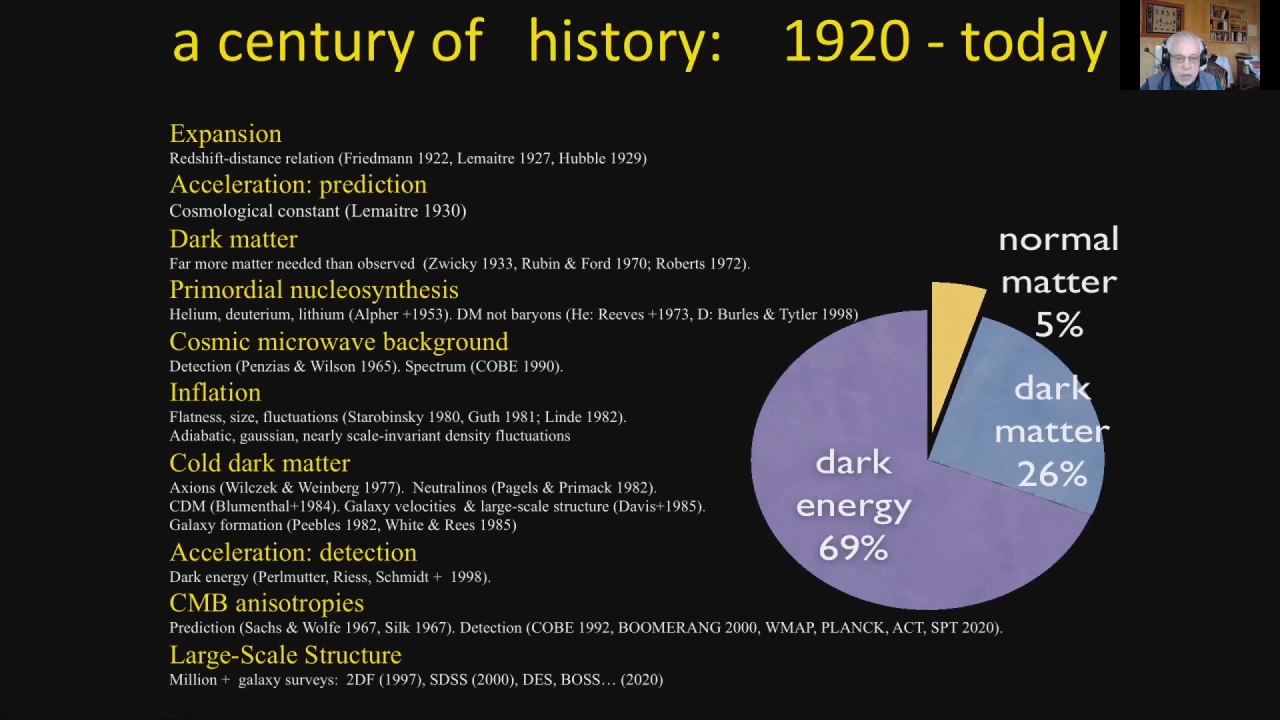 a century of history: 1920 - today
Expansion
Redshift-distance relation (Friedmann 1922, Lemaitre 1927, Hubble 1929)
Acceleration: prediction
Cosmological constant (Lemaitre 1930)
Dark matter
Far more matter needed than observed (Zwicky 1933, Rubin & Ford 1970; Roberts 1972).
Primordial nucleosynthesis
Helium, deuterium, lithium (Alpher +1953). DM not baryons (He: Reeves +1973, D: Burles & Tytler 1998)
Cosmic microwave background
Detection (Penzias & Wilson 1965). Spectrum (COBE 1990).
Inflation
Flatness, size, fluctuations (Starobinsky 1980, Guth 1981; Linde 1982).
Adiabatic, gaussian, nearly scale-invariant density fluctuations
Cold dark matter
Axions (Wilczek & Weinberg 1977). Neutralinos (Pagels & Primack 1982).
CDM (Blumenthal+1984). Galaxy velocities & large-scale structure (Davis+1985).
Galaxy formation (Peebles 1982, White & Rees 1985)
Acceleration: detection
Dark energy (Perlmutter, Riess, Schmidt + 1998).
CMB anisotropies
Prediction (Sachs & Wolfe 1967, Silk 1967). Detection (COBE 1992, BOOMERANG 2000, WMAP, PLANCK, ACT, SPT 2020).
Large-Scale Structure
Million + galaxy surveys: 2DF (1997), SDSS (2000), DES, BOSS… (2020)
normal
matter
5%
dark
matter
26%
dark
energy
69%